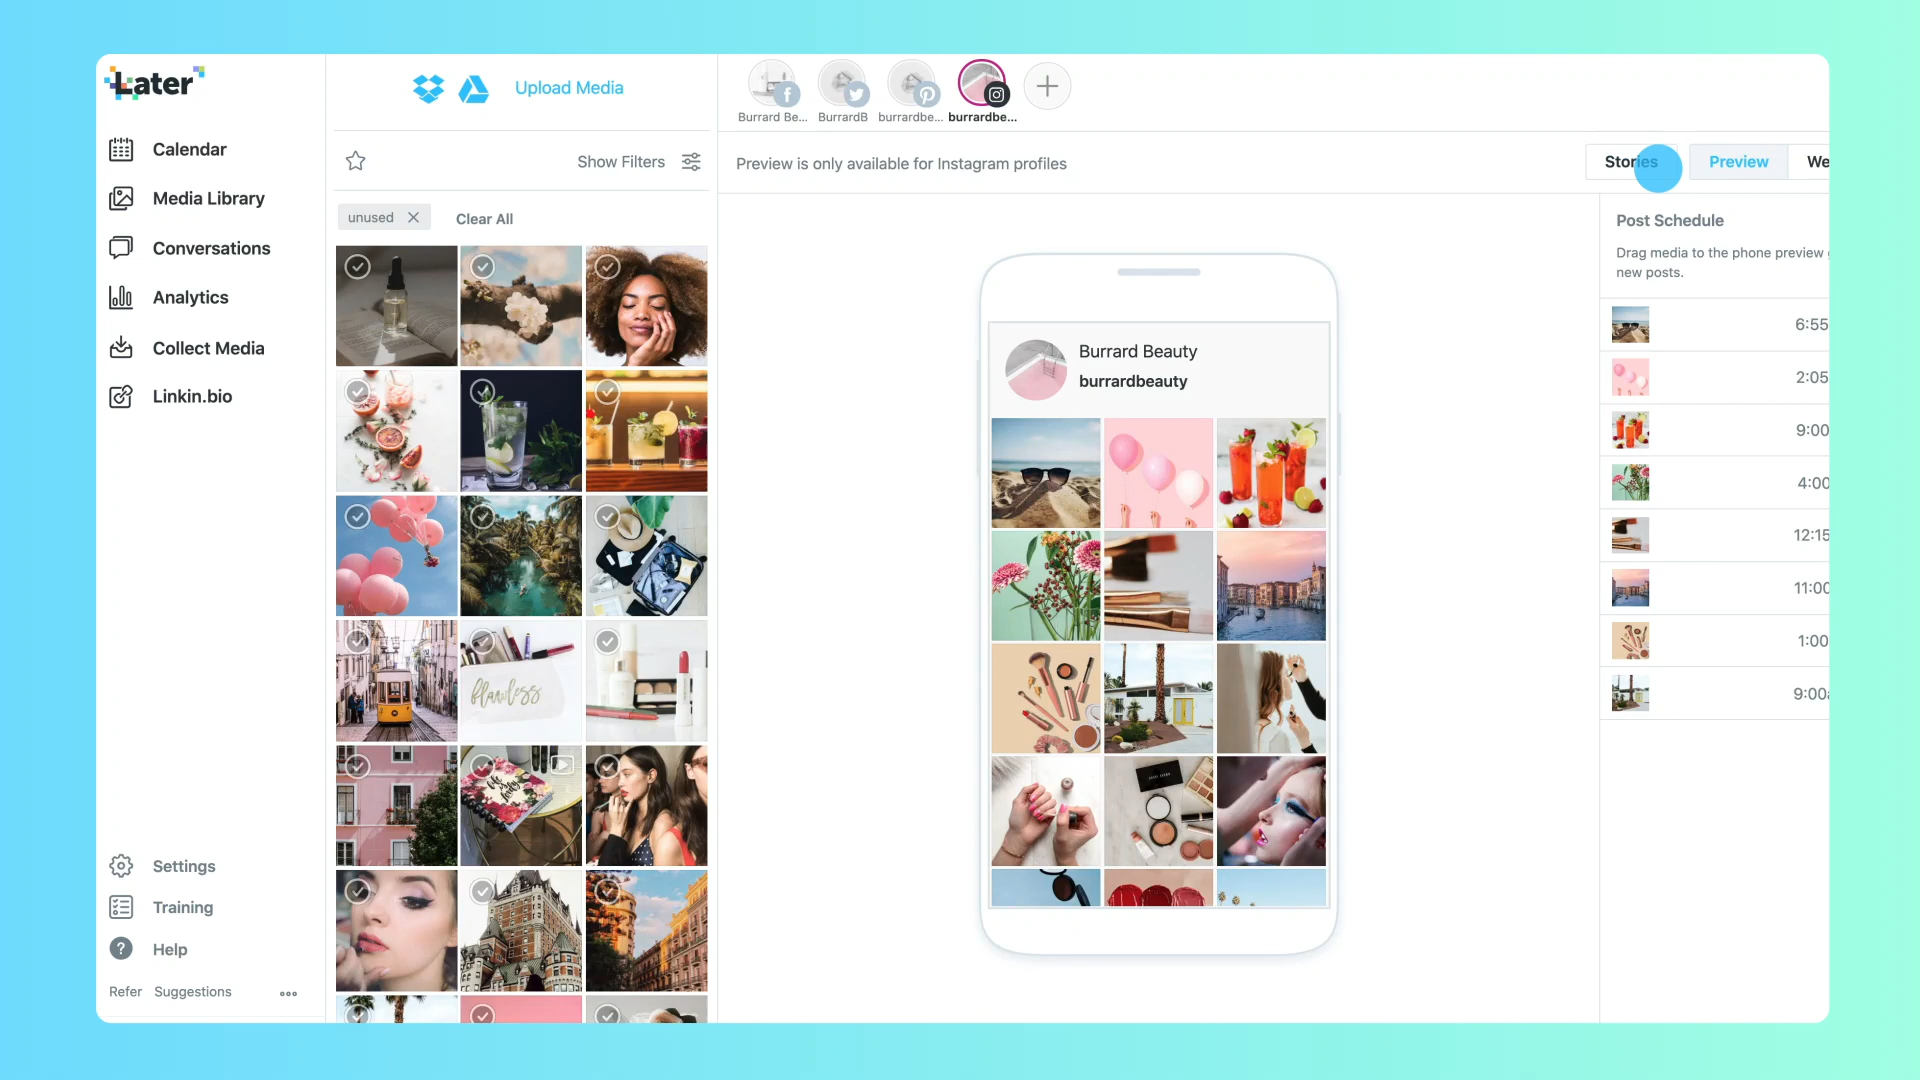 Later
Calendar
Media Library
Conversations
Analytics
Collect Media
Linkin.bio
Settings
Training
Help
Refer Suggestions
Upload Media
Show Filters
unused
Clear All
flawless
Burrard Be... BurrardB burrardbe... burrardbe...
Preview is only available for Instagram profiles
Stories Preview We
Burrard Beauty
burrardbeauty
Post Schedule
Drag media to the phone preview
new posts.
6:55
2:05
9:00
4:00
12:15
11:00
1:00
9:00a